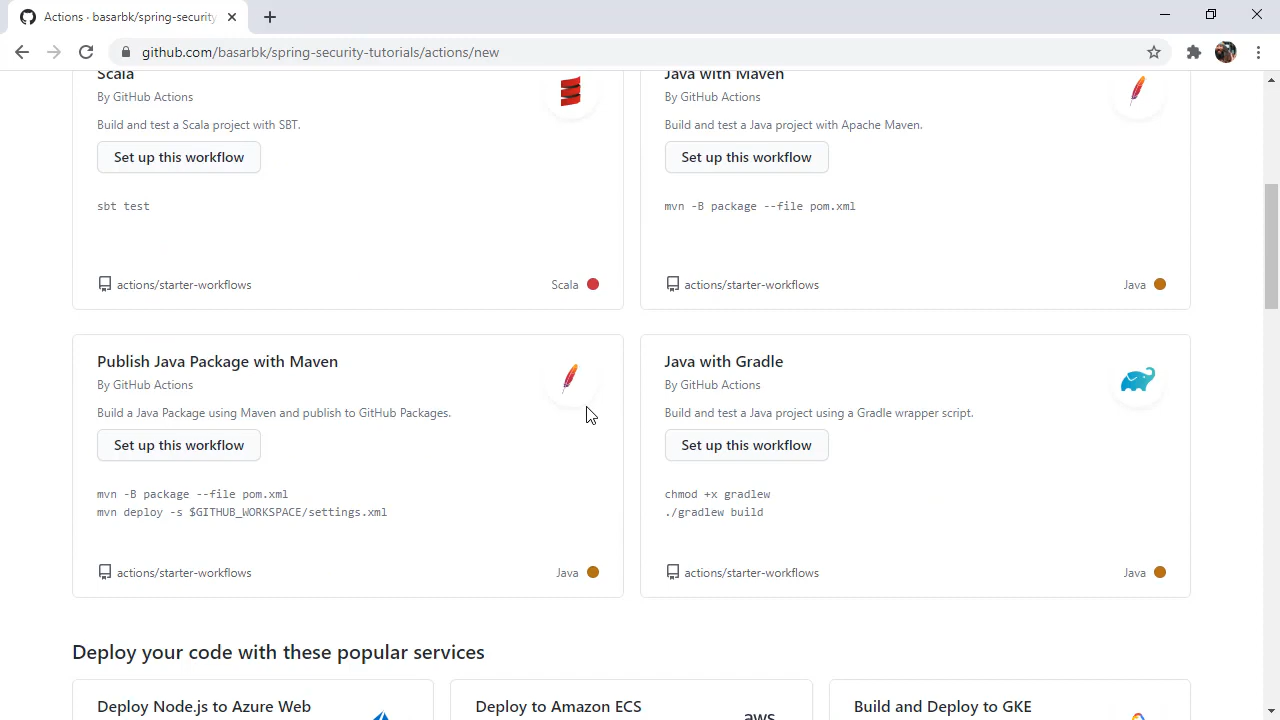 Actions · basarbk/spring-security
github.com/basarbk/spring-security-tutorials/actions/new
Scala
By GitHub Actions
Build and test a Scala project with SBT.
Set up this workflow
sbt test
actions/starter-workflows
Scala
Java with Maven
By GitHub Actions
Build and test a Java project with Apache Maven.
Set up this workflow
mvn -B package --file pom.xml
actions/starter-workflows
Java
Publish Java Package with Maven
By GitHub Actions
Build a Java Package using Maven and publish to GitHub Packages.
Set up this workflow
mvn -B package --file pom.xml
mvn deploy -s $GITHUB_WORKSPACE/settings.xml
actions/starter-workflows
Java
Java with Gradle
By GitHub Actions
Build and test a Java project using a Gradle wrapper script.
Set up this workflow
chmod +x gradlew
./gradlew build
actions/starter-workflows
Java
Deploy your code with these popular services
Deploy Node.js to Azure Web
Deploy to Amazon ECS
aws
Build and Deploy to GKE